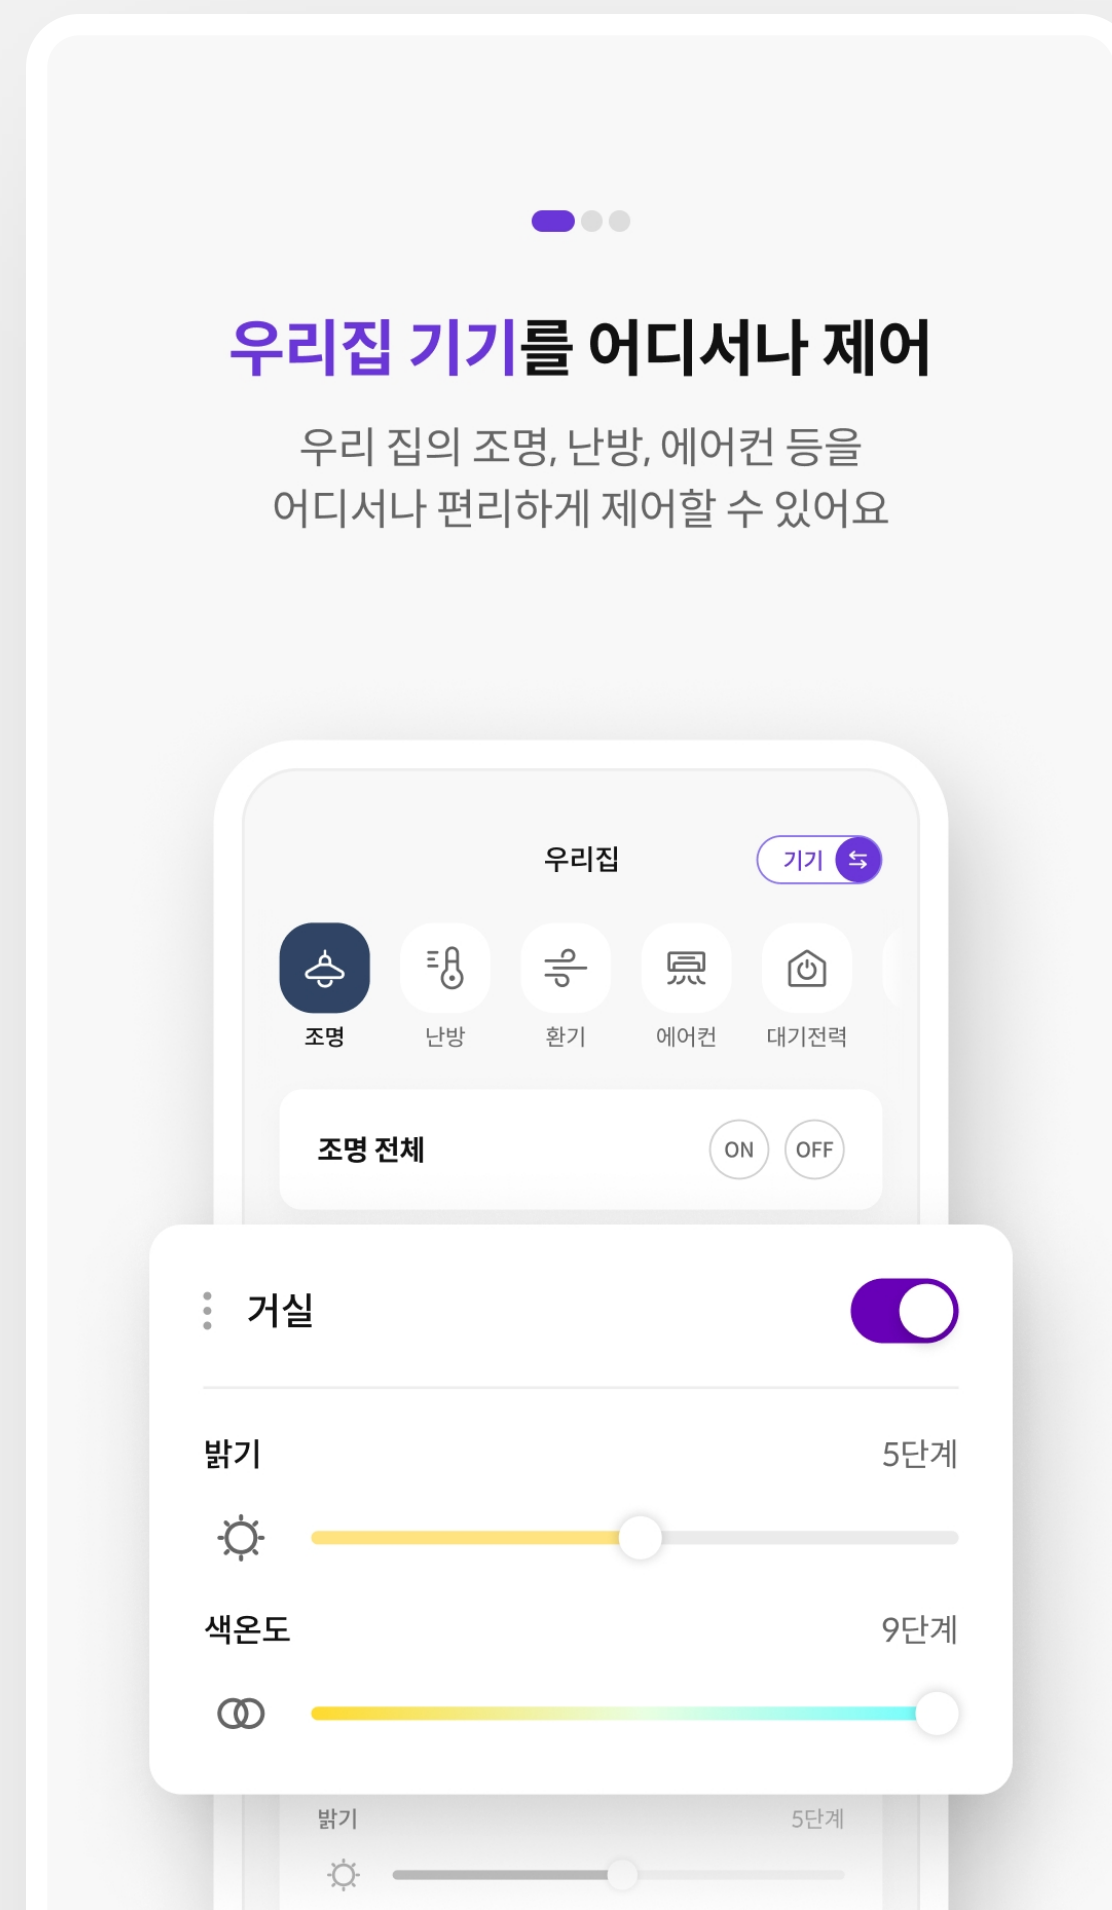 우리집 기기를 어디서나 제어
우리 집의 조명, 난방, 에어컨 등을
어디서나 편리하게 제어할 수 있어요
우리집
기기
조명 난방 환기 에어컨 대기전력
조명 전체 ON OFF
거실
밝기 5단계
색온도 9단계
밝기 5단계